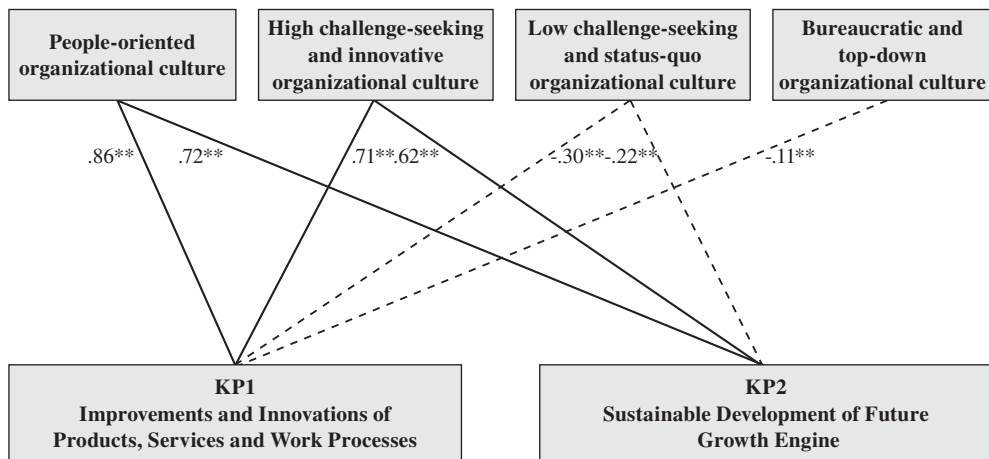 People-oriented
organizational culture
High challenge-seeking
and innovative
organizational culture
Low challenge-seeking
and status-quo
organizational culture
Bureaucratic and
top-down
organizational culture
.86** .72** .71** .62** -.30** -.22** -.11**
KP1
Improvements and Innovations of
Products, Services and Work Processes
KP2
Sustainable Development of Future
Growth Engine